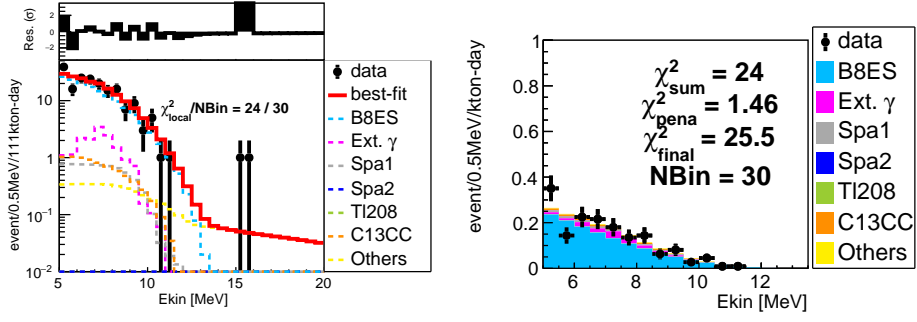 Res. (σ)
2
0
−2
event/0.5MeV/111kton-day
10
1
10⁻¹
10⁻²
χ²local/NBin = 24 / 30
5 10 15 20
Ekin [MeV]
data
best-fit
B8ES
Ext. γ
Spa1
Spa2
Tl208
C13CC
Others
event/0.5MeV/kton-day
1
0.8
0.6
0.4
0.2
0
χ²sum = 24
χ²pena = 1.46
χ²final = 25.5
NBin = 30
6 8 10 12
Ekin [MeV]
data
B8ES
Ext. γ
Spa1
Spa2
Tl208
C13CC
Others